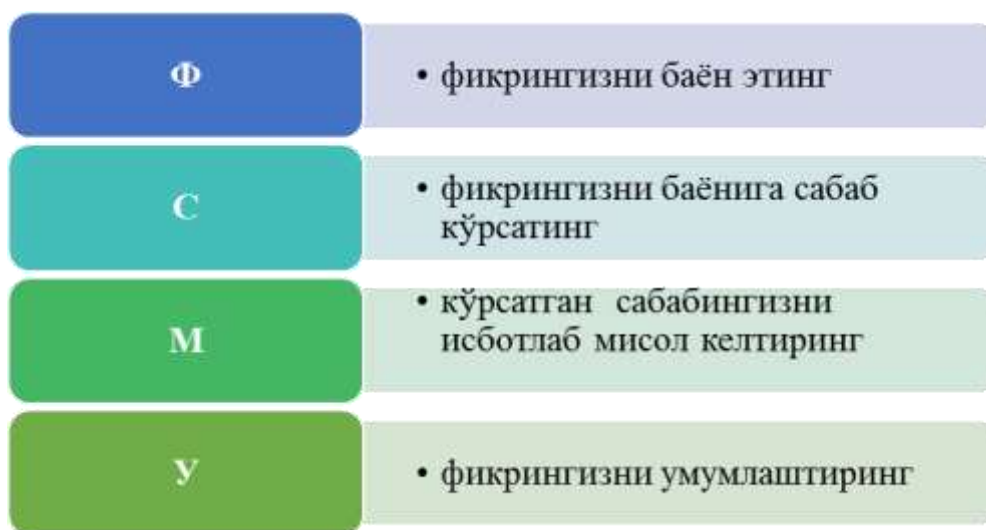 Ф
• фикрингизни баён этинг
С
• фикрингизни баёнига сабаб
кўрсатинг
М
• кўрсатган сабабингизни
исботлаб мисол келтиринг
У
• фикрингизни умумлаштиринг